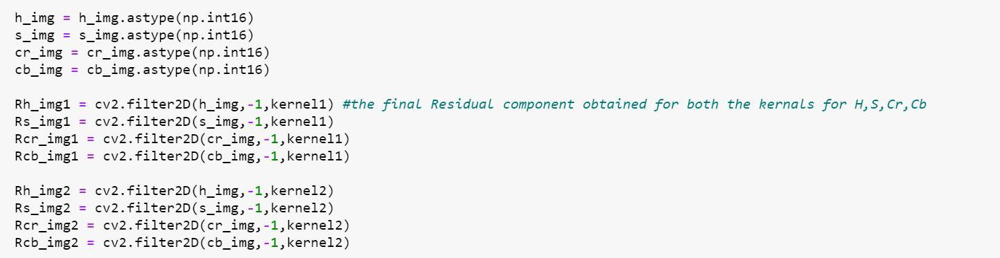 h_img = h_img.astype(np.int16)
s_img = s_img.astype(np.int16)
cr_img = cr_img.astype(np.int16)
cb_img = cb_img.astype(np.int16)
Rh_img1 = cv2.filter2D(h_img,-1,kernel1) #the final Residual component obtained for both the kernals for H,S,Cr,Cb
Rs_img1 = cv2.filter2D(s_img,-1,kernel1)
Rcr_img1 = cv2.filter2D(cr_img,-1,kernel1)
Rcb_img1 = cv2.filter2D(cb_img,-1,kernel1)
Rh_img2 = cv2.filter2D(h_img,-1,kernel2)
Rs_img2 = cv2.filter2D(s_img,-1,kernel2)
Rcr_img2 = cv2.filter2D(cr_img,-1,kernel2)
Rcb_img2 = cv2.filter2D(cb_img,-1,kernel2)